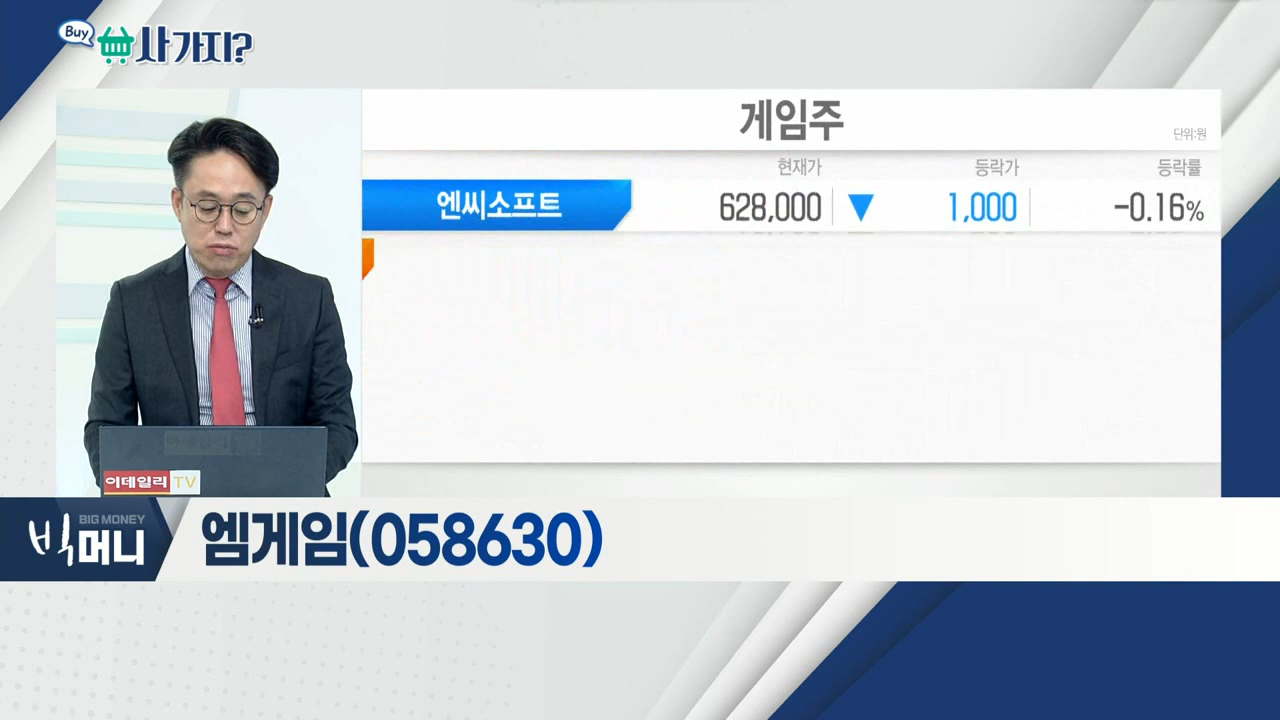 Buy 사가지?
게임주
단위:원
현재가 등락가 등락률
엔씨소프트 628,000 ▼ 1,000 -0.16%
이데일리TV
BIG MONEY
빅머니
엠게임(058630)